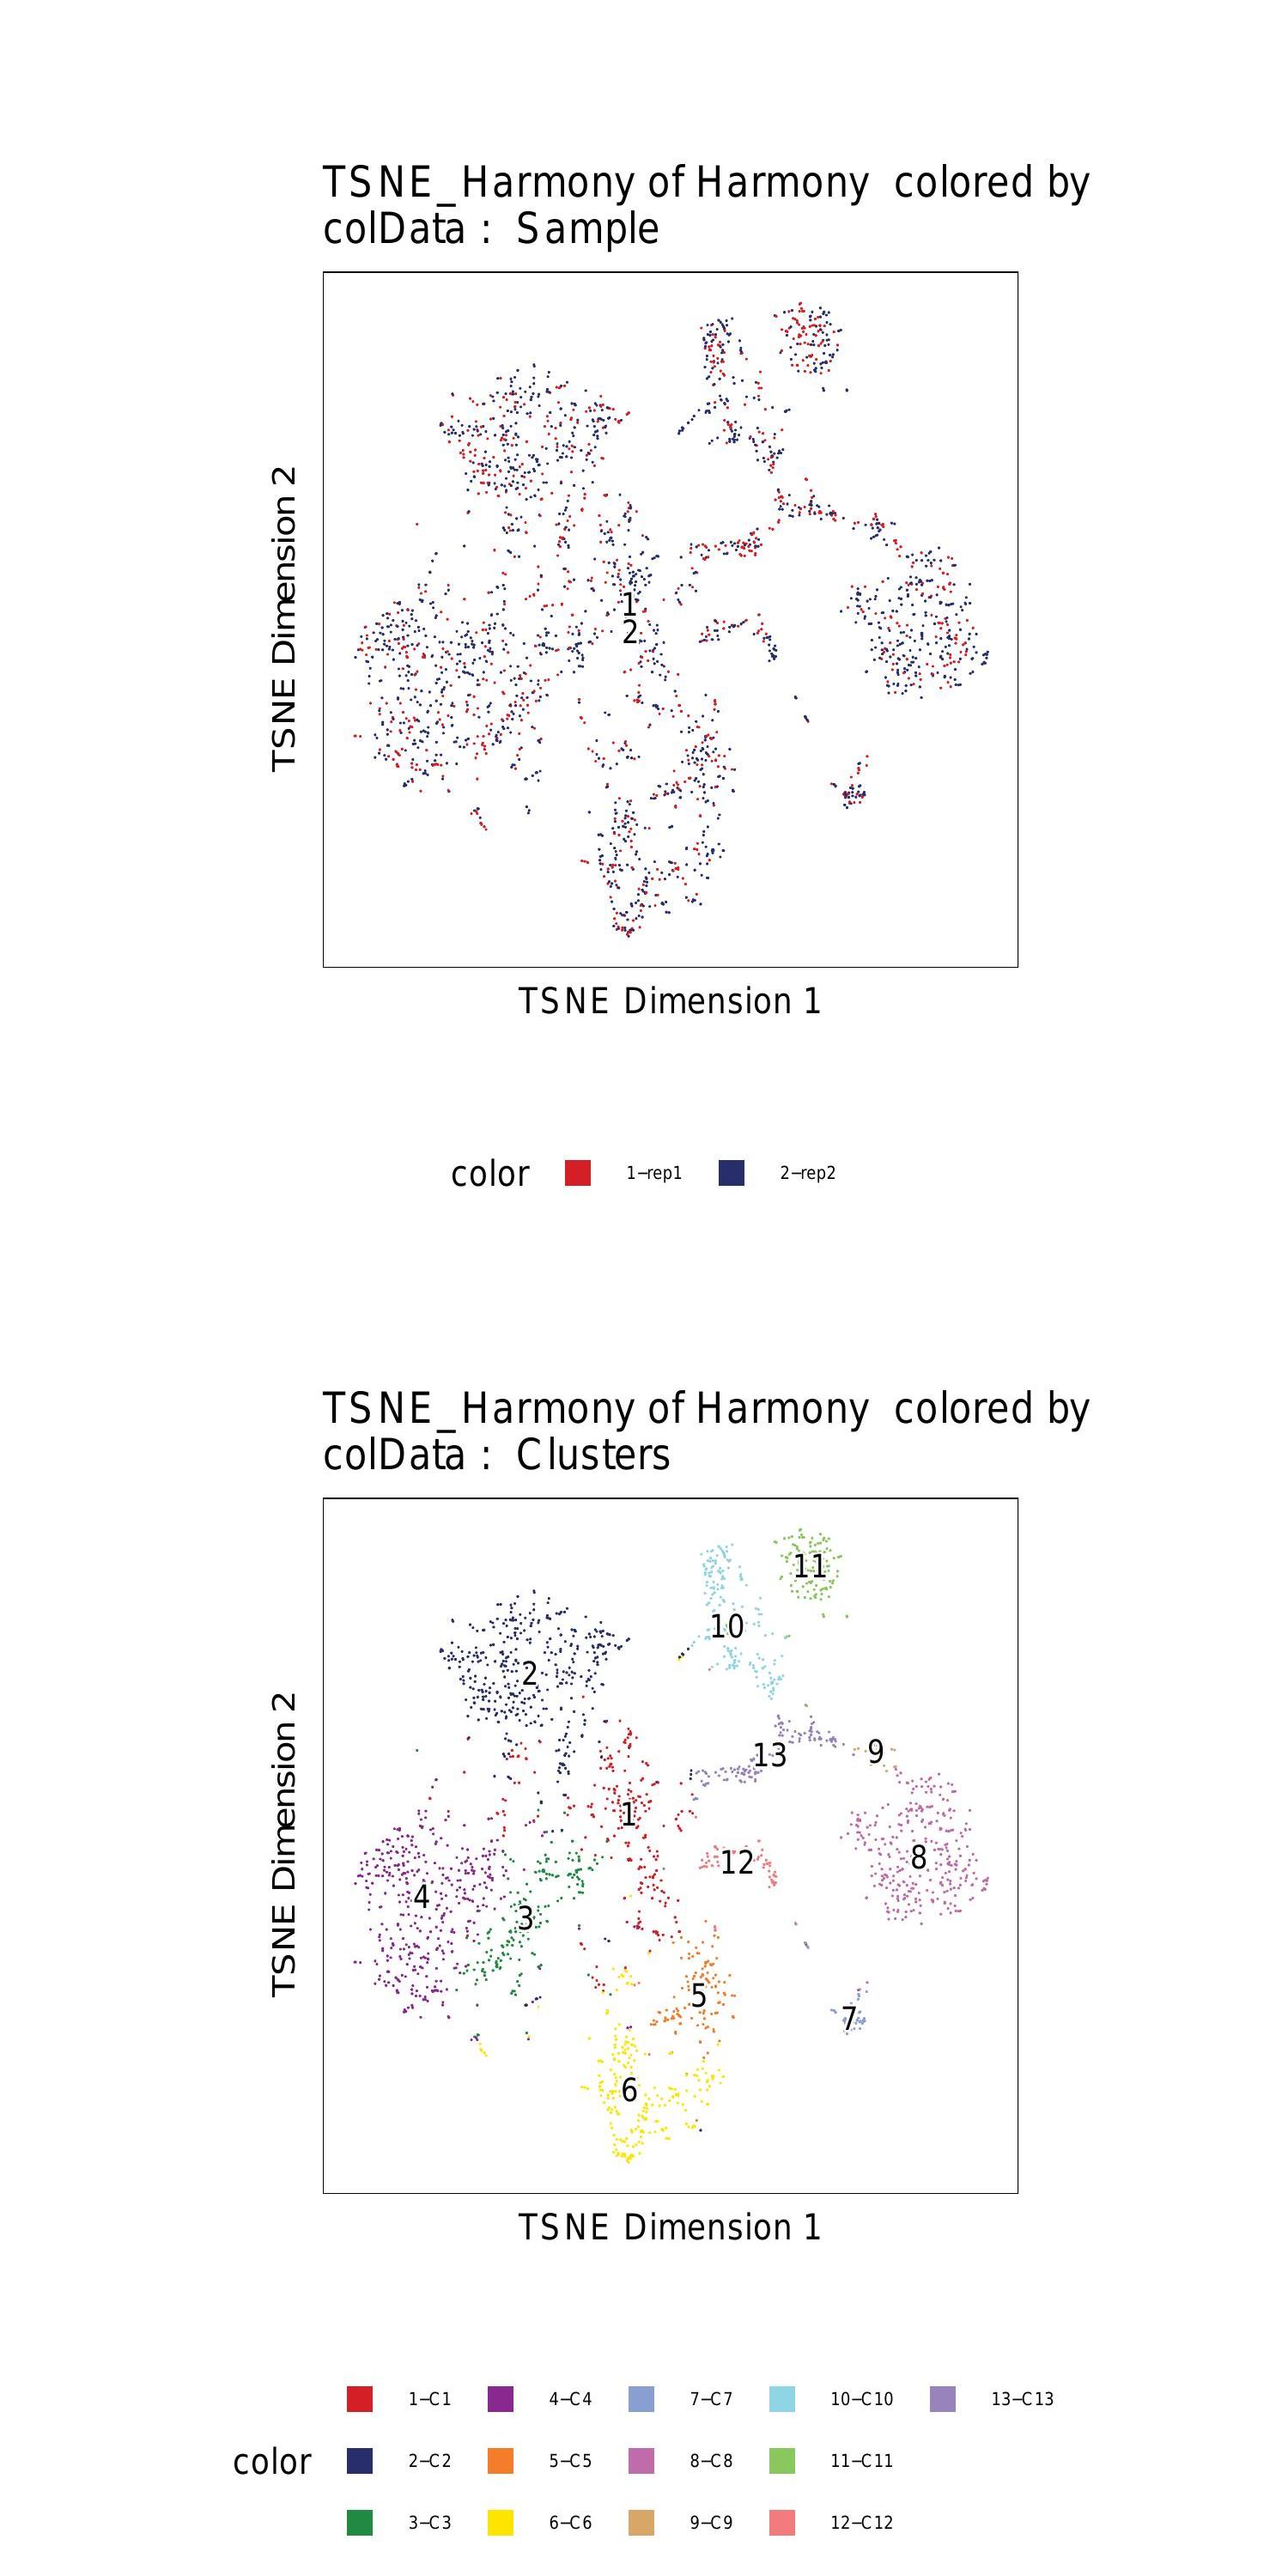 TSNE_Harmony of Harmony  colored by
colData :  Sample
TSNE Dimension 2
1
2
TSNE Dimension 1
color 1−rep1 2−rep2
TSNE_Harmony of Harmony  colored by
colData :  Clusters
TSNE Dimension 2
11
10
2
13 9
1
12 8
4
3
5
7
6
TSNE Dimension 1
1−C1 4−C4 7−C7 10−C10 13−C13
color 2−C2 5−C5 8−C8 11−C11
3−C3 6−C6 9−C9 12−C12